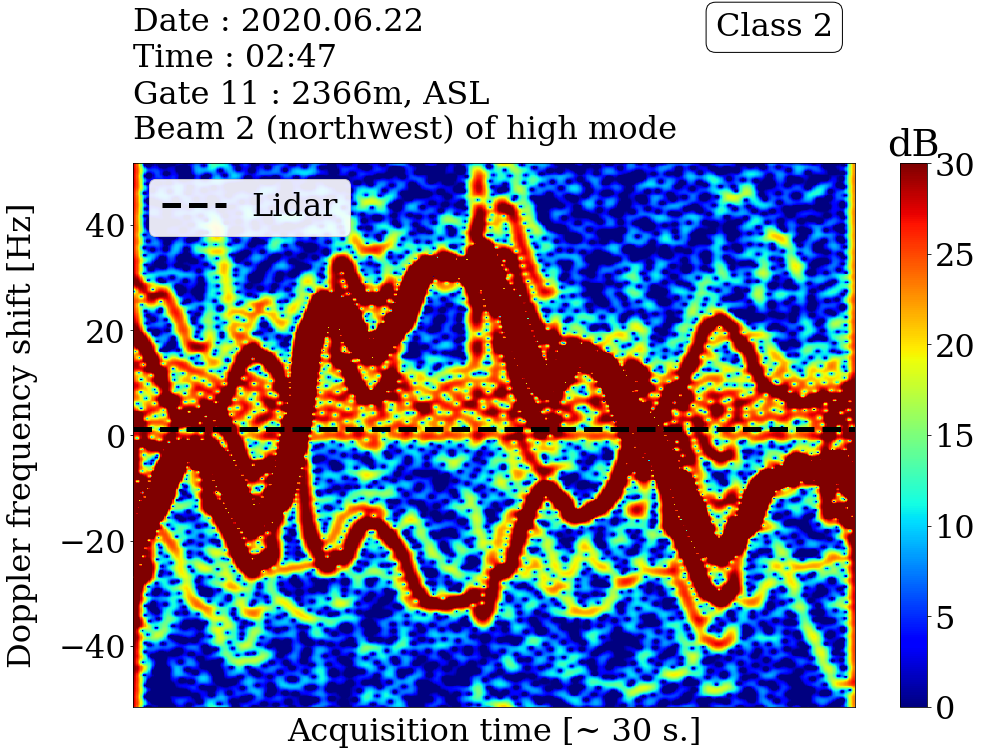 Date : 2020.06.22
Time : 02:47
Gate 11 : 2366m, ASL
Beam 2 (northwest) of high mode
Class 2
dB
Lidar
Doppler frequency shift [Hz]
40
20
0
−20
−40
30
25
20
15
10
5
0
Acquisition time [~ 30 s.]